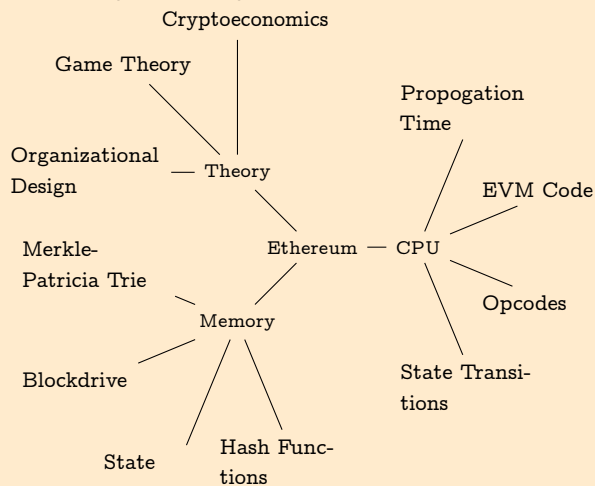 Cryptoeconomics
Game Theory
Propogation
Time
Organizational
Design
Theory
EVM Code
Merkle-
Patricia Trie
Ethereum
CPU
Opcodes
Memory
Blockdrive
State Transi-
tions
State
Hash Func-
tions